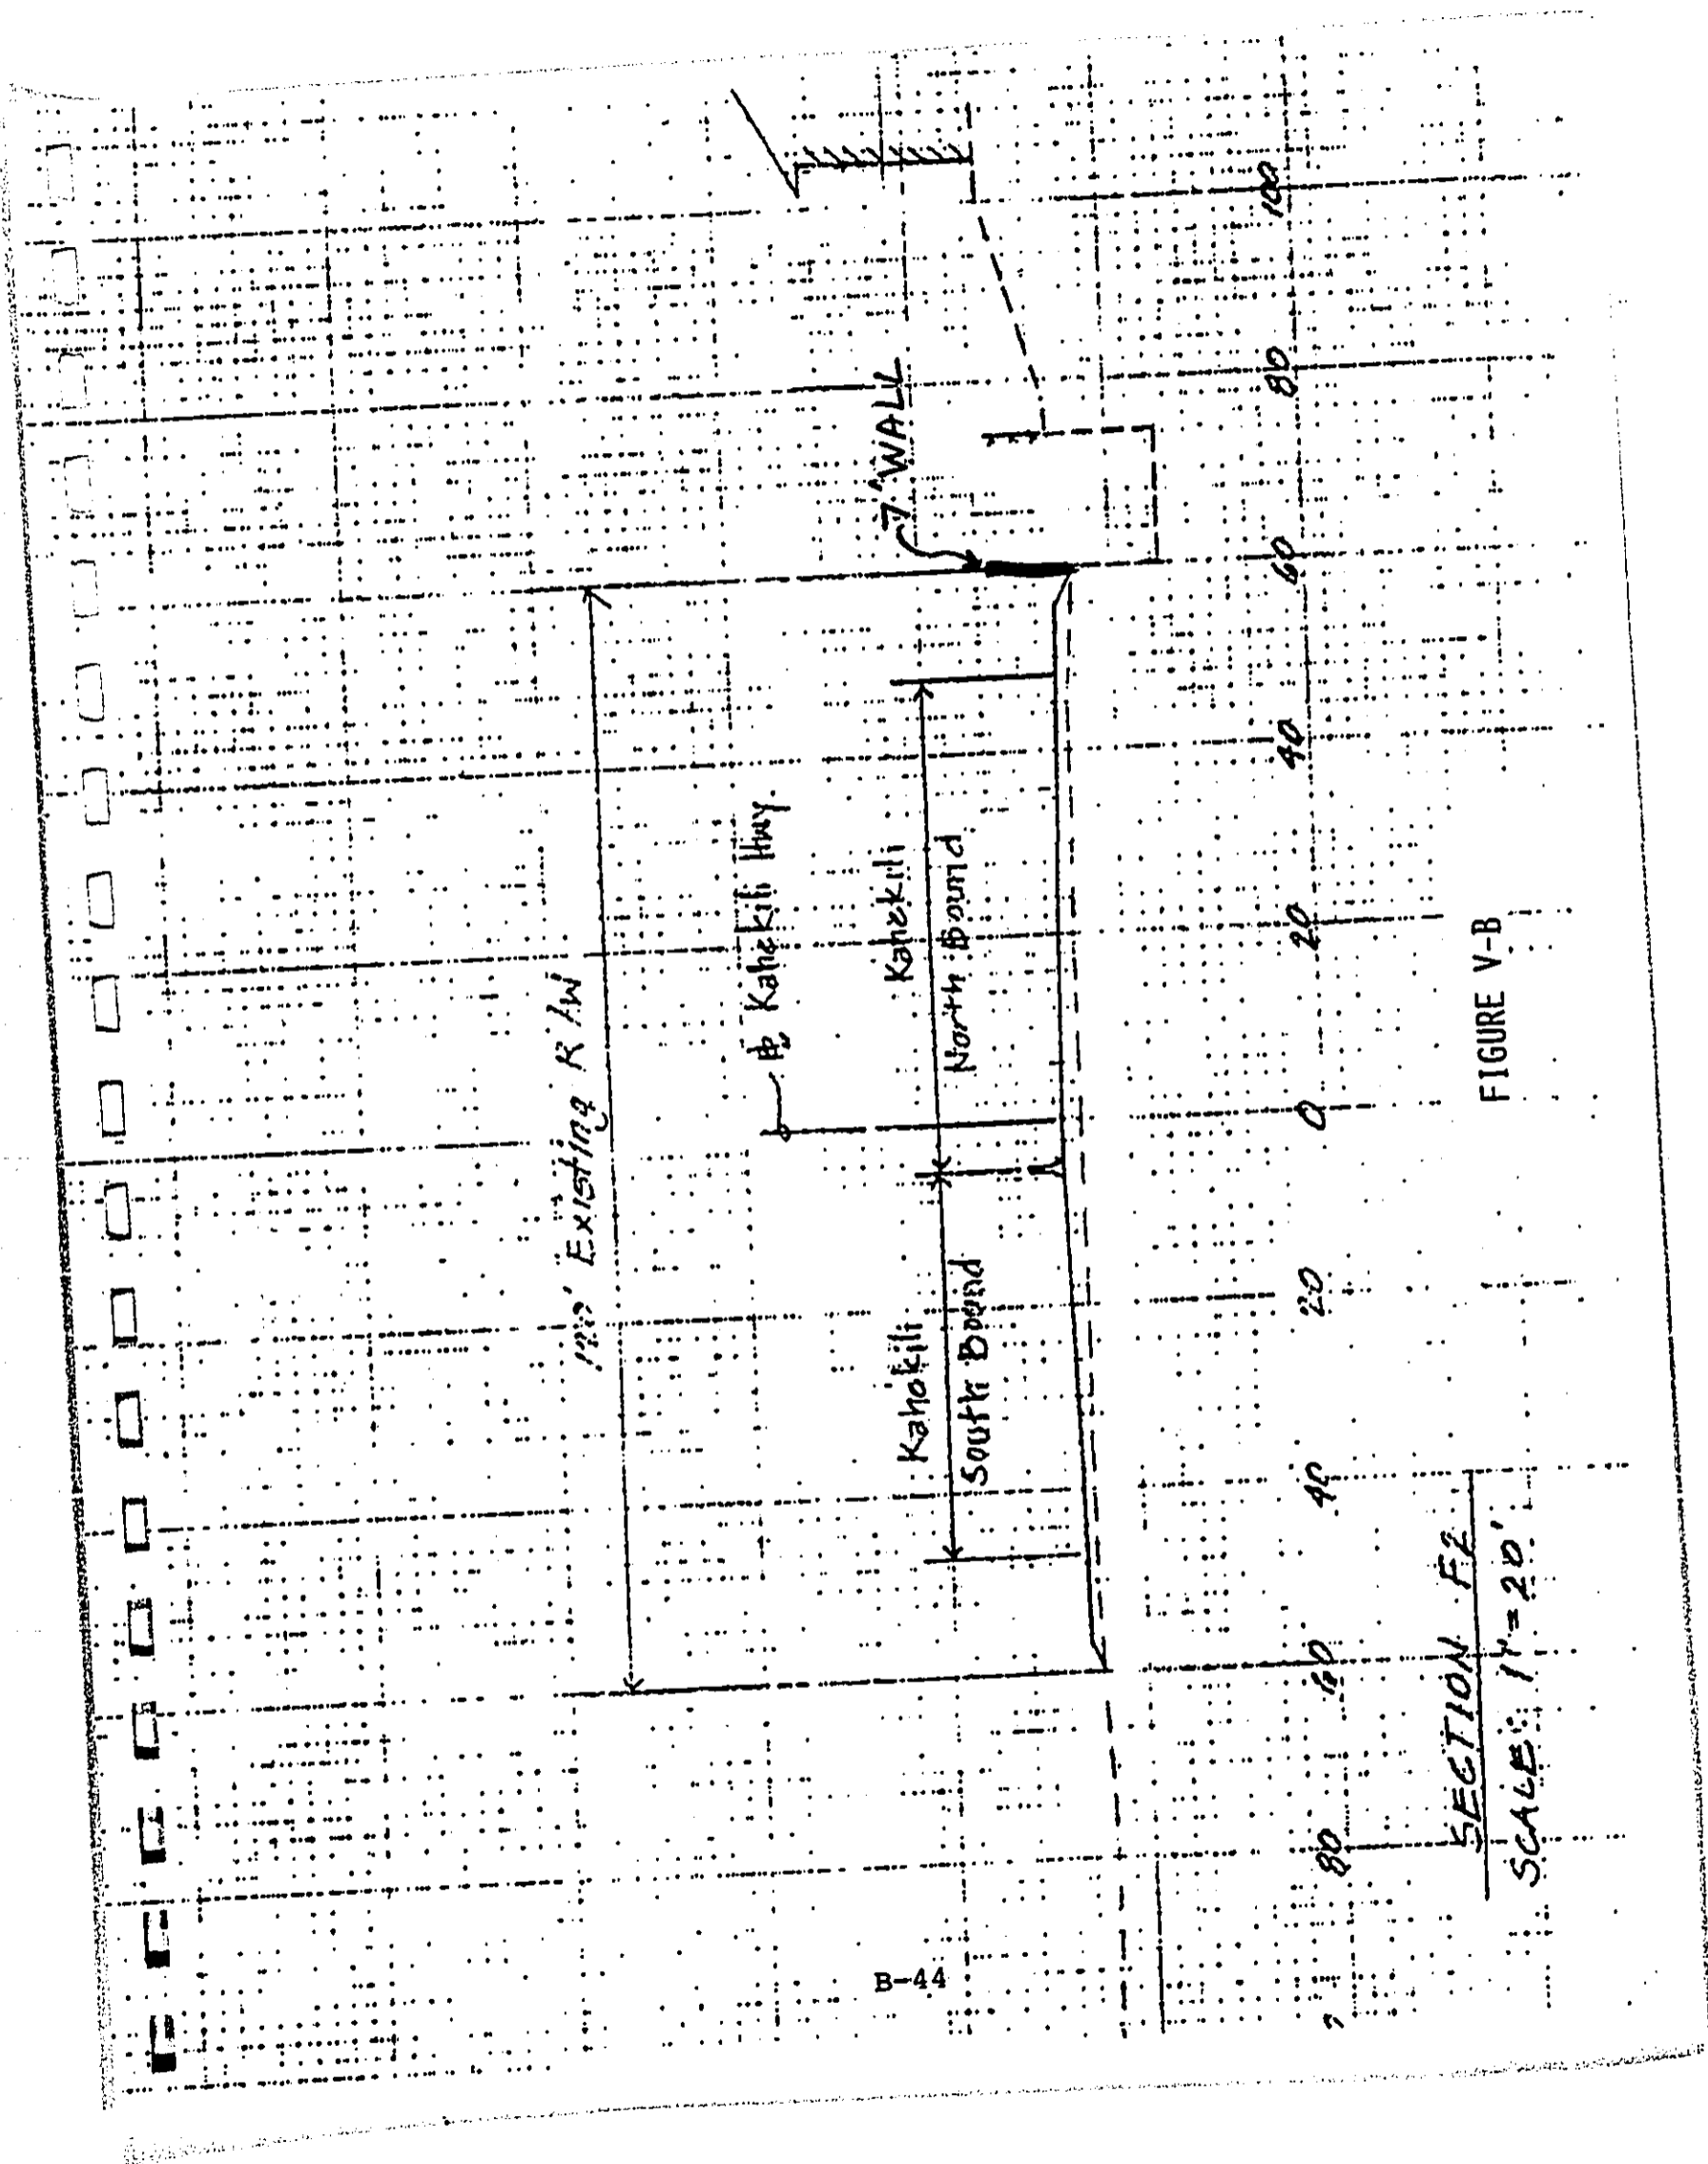 Existing R/W
℄ Kahekili Hwy.
7' WALL
Kahekili
South Bound
Kahekili
North Bound
80 60 40 20 0 20 40 60 80 100
SECTION F2
SCALE: 1"=20'
FIGURE V-B
B-44